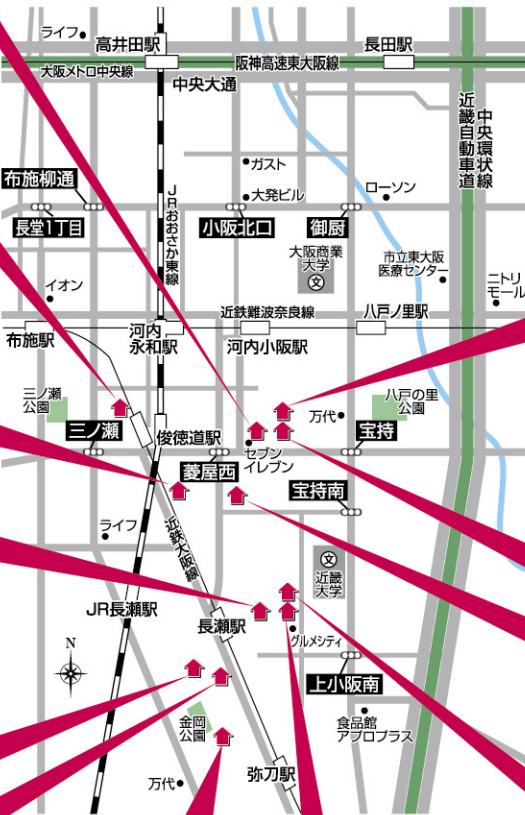 ライフ
高井田駅
長田駅
大阪メトロ中央線
阪神高速東大阪線
中央大通
中央環状線
近畿自動車道
ガスト
布施柳通
大発ビル
ローソン
JRおおさか東線
長堂1丁目
小阪北口
御厨
大阪商業
大学
文
市立東大阪
医療センター
ニトリ
モール
イオン
近鉄難波奈良線
八戸ノ里駅
布施駅
河内
永和駅
河内小阪駅
三ノ瀬
公園
八戸の里
公園
万代
三ノ瀬
俊徳道駅
宝持
セブン
イレブン
菱屋西
宝持南
ライフ
近鉄大阪線
文
近畿
大学
JR長瀬駅
長瀬駅
グルメシティ
N
上小阪南
金岡
公園
食品館
アプロプラス
弥刀駅
万代